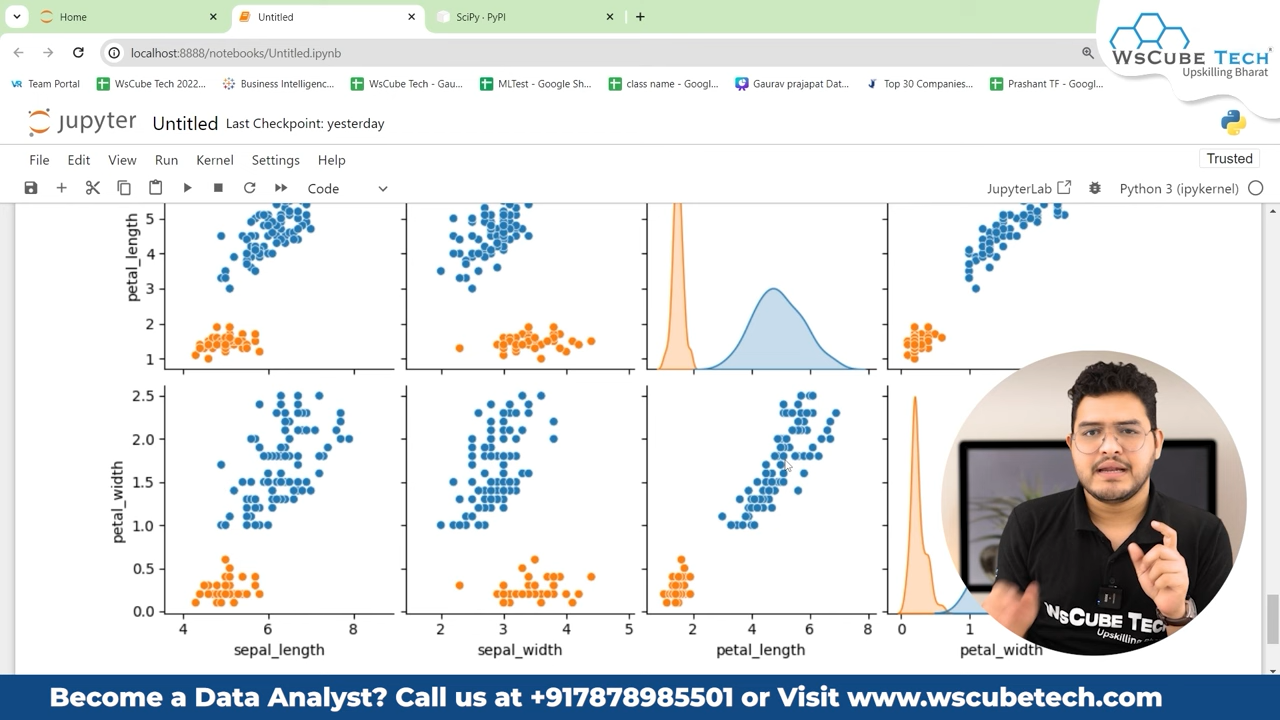 Home
Untitled
SciPy · PyPI
localhost:8888/notebooks/Untitled.ipynb
WsCube Tech
Upskilling Bharat
Team Portal
WsCube Tech 2022...
Business Intelligenc...
WsCube Tech - Gau...
MLTest - Google Sh...
class name - Googl...
Gaurav prajapat Dat...
Top 30 Companies...
Prashant TF - Googl...
jupyter Untitled Last Checkpoint: yesterday
File Edit View Run Kernel Settings Help
Trusted
Code
JupyterLab
Python 3 (ipykernel)
petal_length
5
4
3
2
1
petal_width
2.5
2.0
1.5
1.0
0.5
0.0
4 6 8
2 3 4 5
2 4 6 8
0 1
sepal_length
sepal_width
petal_length
petal_width
WsCUBE TEC
Become a Data Analyst? Call us at +917878985501 or Visit www.wscubetech.com